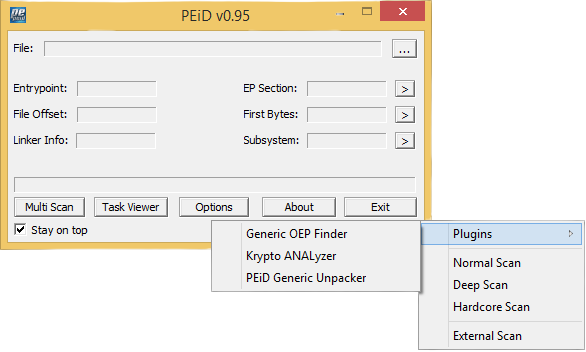 PEiD v0.95
File:
...
Entrypoint:
EP Section:
>
File Offset:
First Bytes:
>
Linker Info:
Subsystem:
>
Multi Scan
Task Viewer
Options
About
Exit
Stay on top
Generic OEP Finder
Krypto ANALyzer
PEiD Generic Unpacker
Plugins
Normal Scan
Deep Scan
Hardcore Scan
External Scan